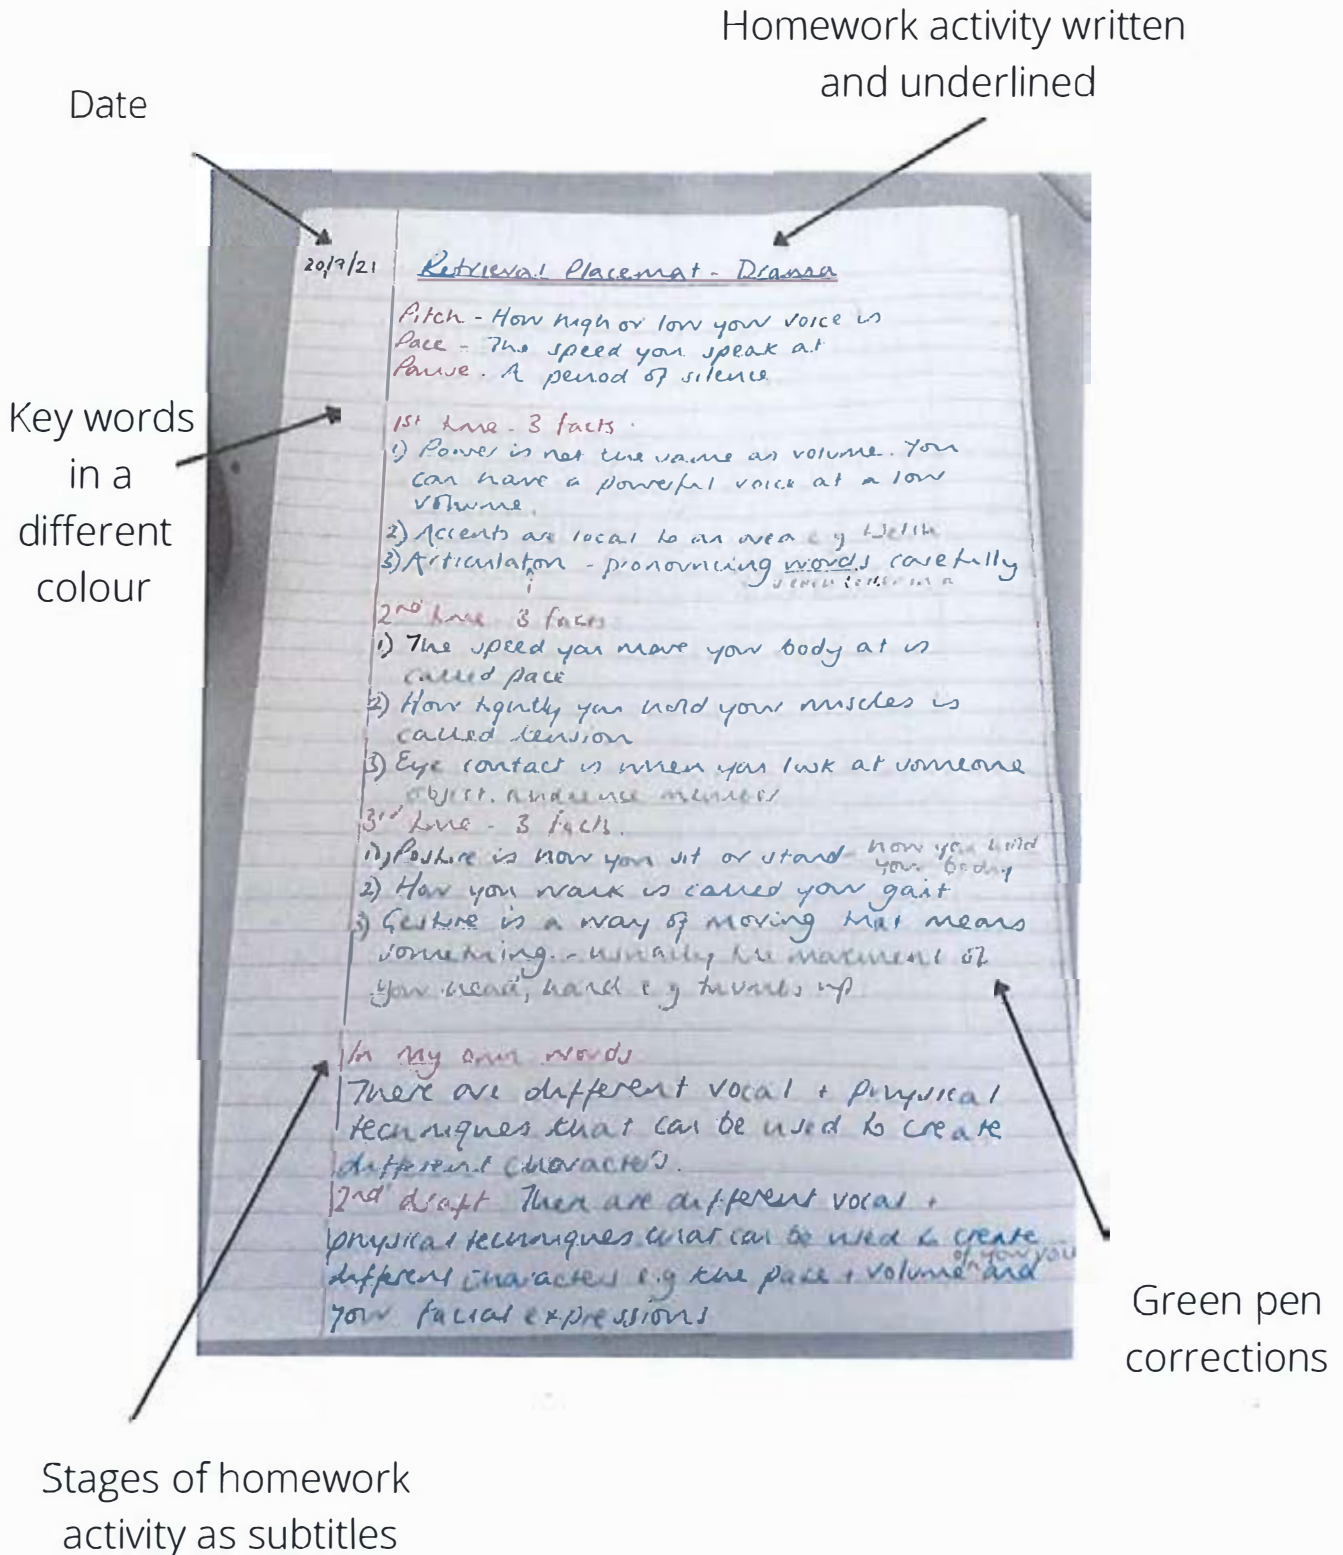 Homework activity written
and underlined
Date
20/9/21 Retrieval Placemat - Drama
Pitch - How high or low your voice is
Pace - The speed you speak at
Pause. A period of silence
Key words
in a
different
colour
1st time - 3 facts.
1) Power is not the same as volume. You
can have a powerful voice at a low
volume.
2) Accents are local to an area e.g Welsh
3) Articulaton - pronouncing words carefully
i
2nd time 3 facts
1) The speed you move your body at is
called pace
2) How tightly you hold your muscles is
called tension
3) Eye contact is when you look at someone
object, audience member
3rd time - 3 facts.
1) Posture is how you sit or stand - how you hold
your body
2) How you walk is called your gait
3) Gesture is a way of moving that means
something. - usually the movement of
your head, hand e.g thumbs up
In my own words
There are different vocal + physical
techniques that can be used to create
different characters.
2nd draft There are different vocal +
physical techniques that can be used to create
different characters e.g the pace + volume and
of your
your facial expressions
Green pen
corrections
Stages of homework
activity as subtitles